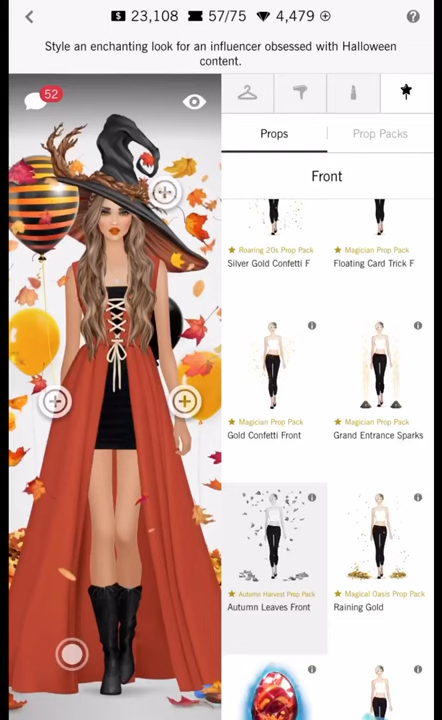 $ 23,108 57/75 4,479
?
Style an enchanting look for an influencer obsessed with Halloween
content.
52
Props
Prop Packs
Front
Roaring 20s Prop Pack
Silver Gold Confetti F
Magician Prop Pack
Floating Card Trick F
Magician Prop Pack
Gold Confetti Front
Magician Prop Pack
Grand Entrance Sparks
Autumn Harvest Prop Pack
Autumn Leaves Front
Magical Oasis Prop Pack
Raining Gold